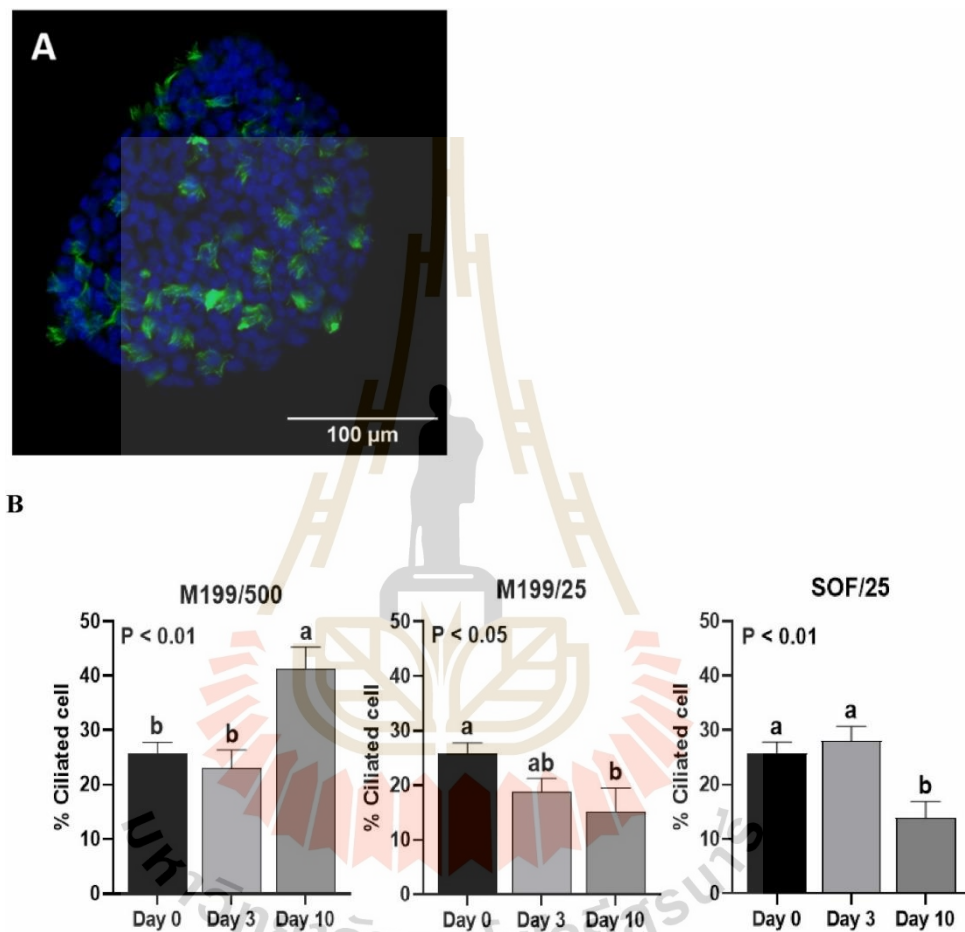 A
100 µm
B
M199/500
M199/25
SOF/25
% Ciliated cell
50
40
30
20
10
0
P < 0.01
b
b
a
Day 0
Day 3
Day 10
% Ciliated cell
50
40
30
20
10
0
P < 0.05
a
ab
b
Day 0
Day 3
Day 10
% Ciliated cell
50
40
30
20
10
0
P < 0.01
a
a
b
Day 0
Day 3
Day 10